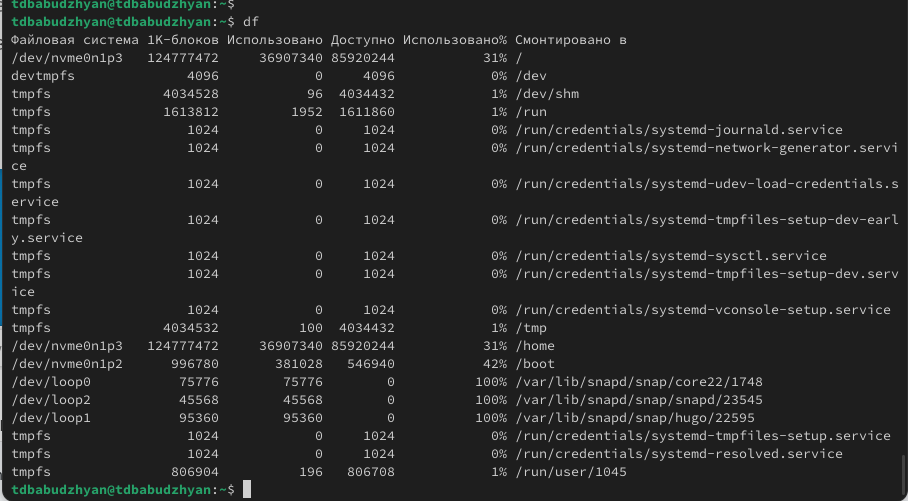 tdbabudzhyan@tdbabudzhyan:~$
tdbabudzhyan@tdbabudzhyan:~$ df
Файловая система 1K-блоков Использовано Доступно Использовано% Смонтировано в
/dev/nvme0n1p3 124777472 36907340 85920244 31% /
devtmpfs 4096 0 4096 0% /dev
tmpfs 4034528 96 4034432 1% /dev/shm
tmpfs 1613812 1952 1611860 1% /run
tmpfs 1024 0 1024 0% /run/credentials/systemd-journald.service
tmpfs 1024 0 1024 0% /run/credentials/systemd-network-generator.servi
ce
tmpfs 1024 0 1024 0% /run/credentials/systemd-udev-load-credentials.s
ervice
tmpfs 1024 0 1024 0% /run/credentials/systemd-tmpfiles-setup-dev-earl
y.service
tmpfs 1024 0 1024 0% /run/credentials/systemd-sysctl.service
tmpfs 1024 0 1024 0% /run/credentials/systemd-tmpfiles-setup-dev.serv
ice
tmpfs 1024 0 1024 0% /run/credentials/systemd-vconsole-setup.service
tmpfs 4034532 100 4034432 1% /tmp
/dev/nvme0n1p3 124777472 36907340 85920244 31% /home
/dev/nvme0n1p2 996780 381028 546940 42% /boot
/dev/loop0 75776 75776 0 100% /var/lib/snapd/snap/core22/1748
/dev/loop2 45568 45568 0 100% /var/lib/snapd/snap/snapd/23545
/dev/loop1 95360 95360 0 100% /var/lib/snapd/snap/hugo/22595
tmpfs 1024 0 1024 0% /run/credentials/systemd-tmpfiles-setup.service
tmpfs 1024 0 1024 0% /run/credentials/systemd-resolved.service
tmpfs 806904 196 806708 1% /run/user/1045
tdbabudzhyan@tdbabudzhyan:~$